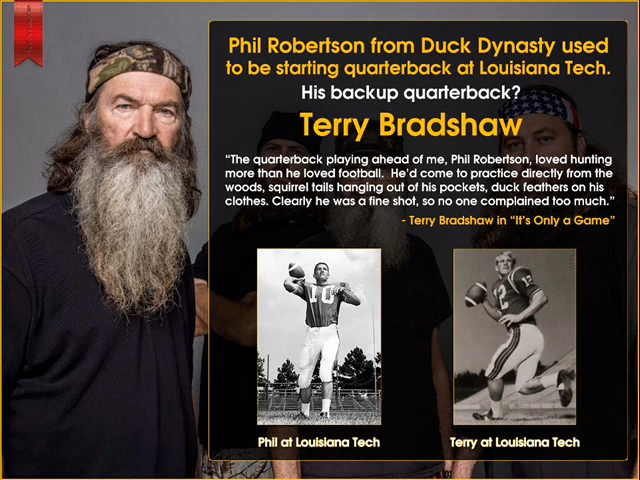 Phil Robertson from Duck Dynasty used
to be starting quarterback at Louisiana Tech.
His backup quarterback?
Terry Bradshaw
“The quarterback playing ahead of me, Phil Robertson, loved hunting
more than he loved football.  He’d come to practice directly from the
woods, squirrel tails hanging out of his pockets, duck feathers on his
clothes. Clearly he was a fine shot, so no one complained too much.”
- Terry Bradshaw in “It’s Only a Game”
10
12
Phil at Louisiana Tech
Terry at Louisiana Tech